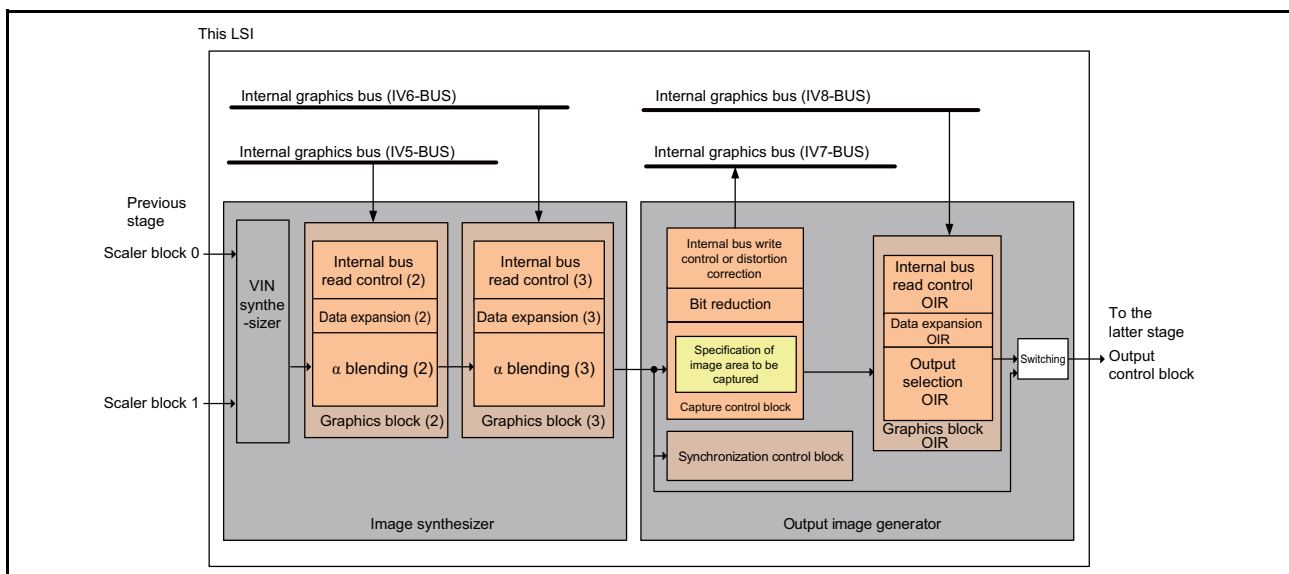 This LSI
Internal graphics bus (IV6-BUS)
Internal graphics bus (IV5-BUS)
Internal graphics bus (IV8-BUS)
Internal graphics bus (IV7-BUS)
Previous
stage
Scaler block 0
Scaler block 1
VIN
synthe
-sizer
Internal bus
read control (2)
Data expansion (2)
α blending (2)
Graphics block (2)
Internal bus
read control (3)
Data expansion (3)
α blending (3)
Graphics block (3)
Image synthesizer
Internal bus write
control or distortion
correction
Bit reduction
Specification of
image area to be
captured
Capture control block
Synchronization control block
Internal bus
read control
OIR
Data expansion
OIR
Output
selection
OIR
Graphics block
OIR
Output image generator
Switching
To the
latter stage
Output
control block